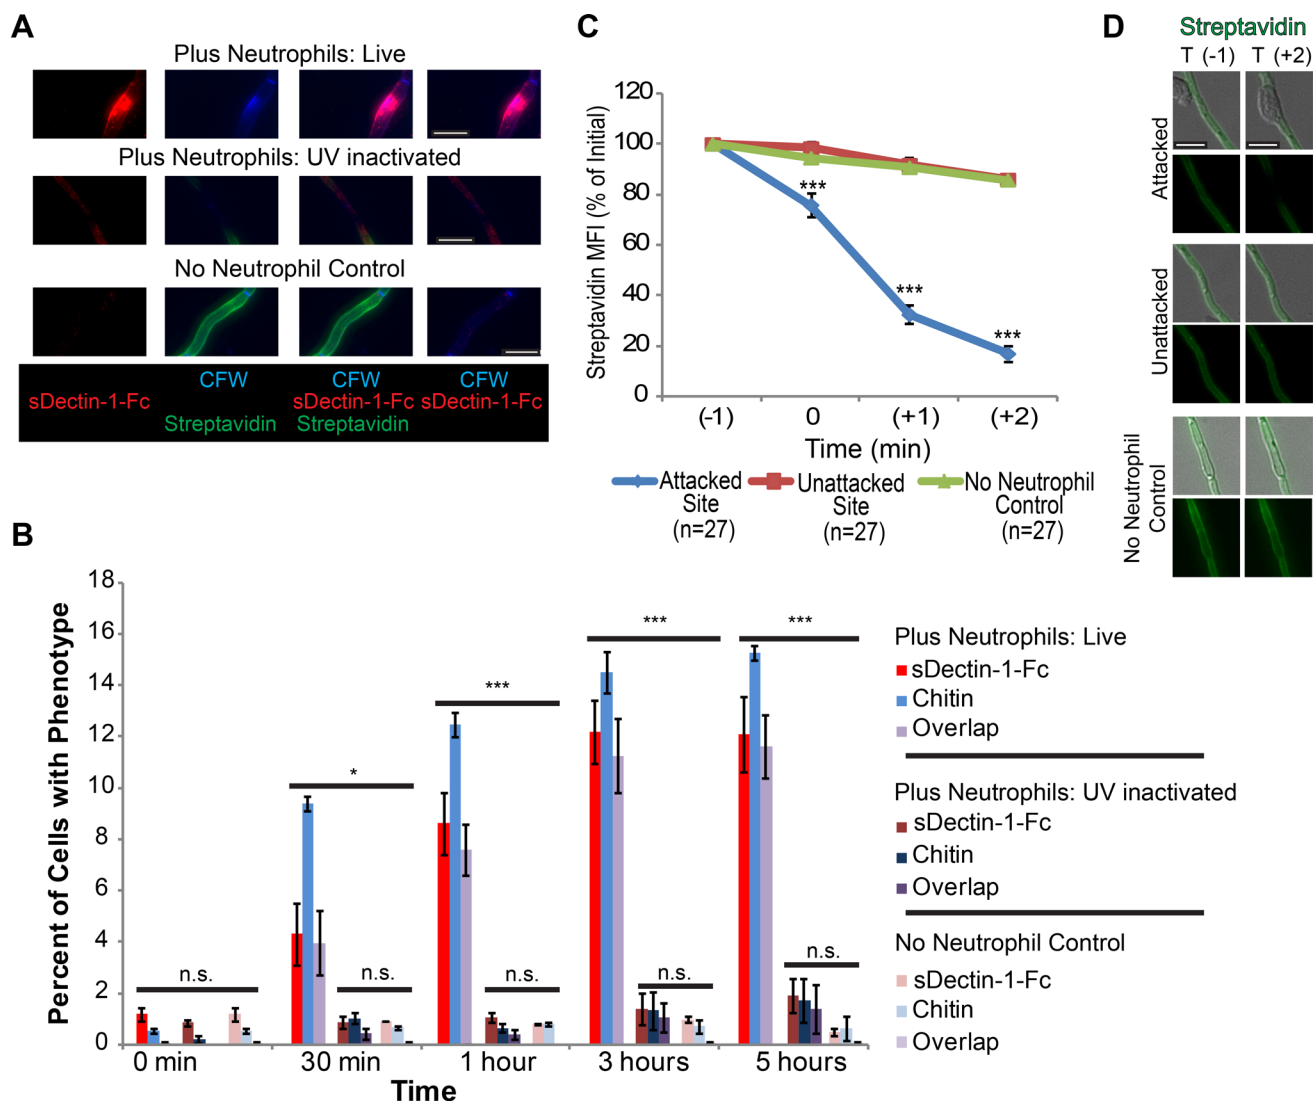 A
Plus Neutrophils: Live
Plus Neutrophils: UV inactivated
No Neutrophil Control
CFW
CFW
CFW
sDectin-1-Fc
sDectin-1-Fc
sDectin-1-Fc
Streptavidin
Streptavidin
C
Streptavidin MFI (% of Initial)
120
100
80
60
40
20
0
***
***
***
(-1)
0
(+1)
(+2)
Time (min)
Attacked Site (n=27)
Unattacked Site (n=27)
No Neutrophil Control (n=27)
D
Streptavidin
T (-1)
T (+2)
Attacked
Unattacked
No Neutrophil Control
B
Percent of Cells with Phenotype
18
16
14
12
10
8
6
4
2
0
n.s.
*
n.s.
***
n.s.
***
n.s.
***
n.s.
0 min
30 min
1 hour
3 hours
5 hours
Time
Plus Neutrophils: Live
sDectin-1-Fc
Chitin
Overlap
Plus Neutrophils: UV inactivated
sDectin-1-Fc
Chitin
Overlap
No Neutrophil Control
sDectin-1-Fc
Chitin
Overlap